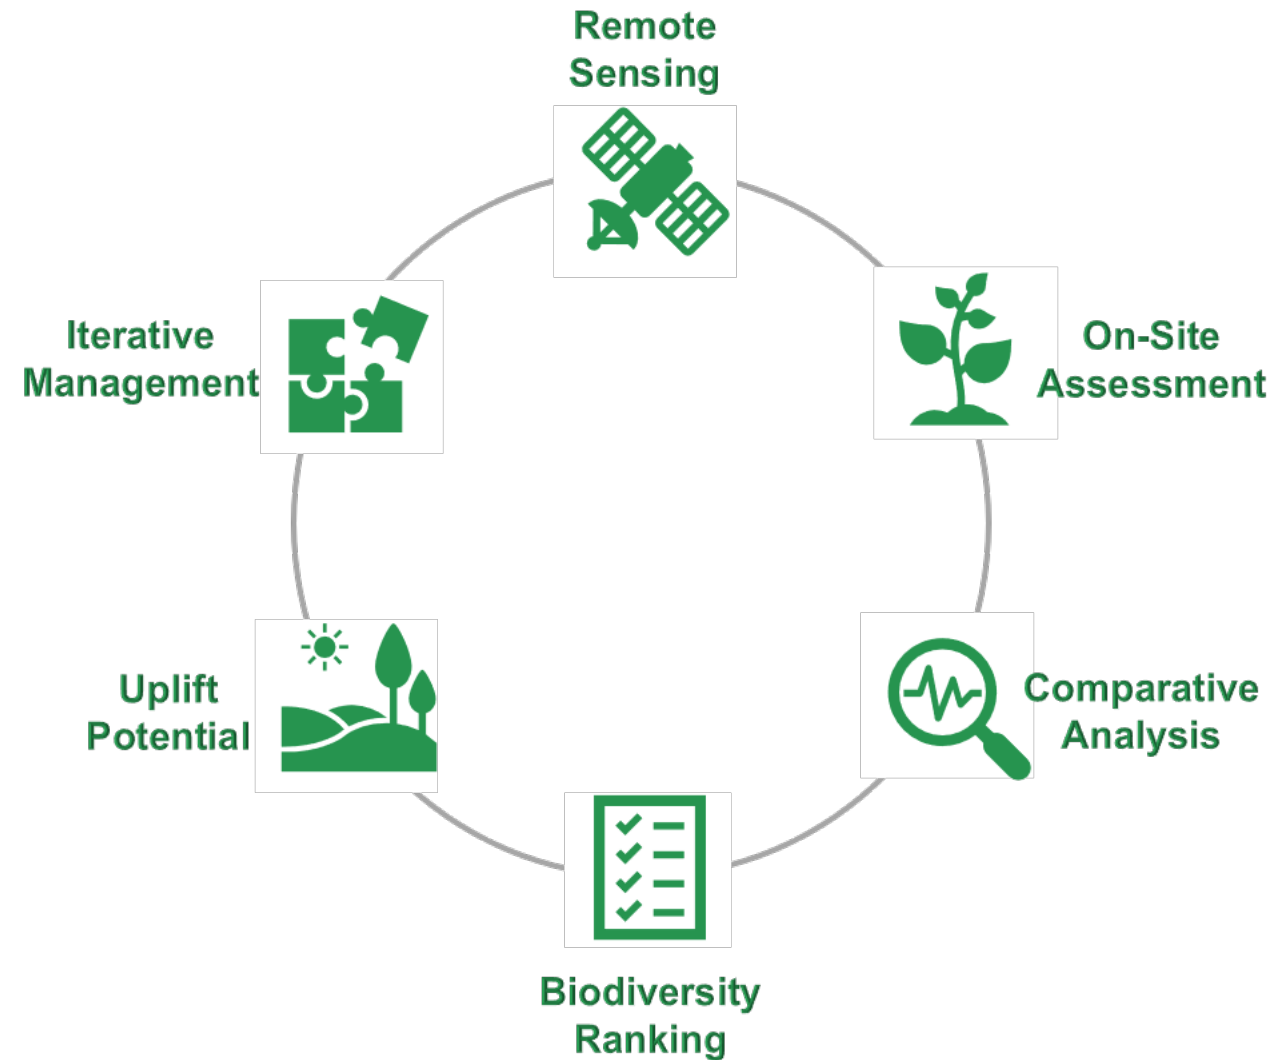 Remote
Sensing
On-Site
Assessment
Comparative
Analysis
Biodiversity
Ranking
Uplift
Potential
Iterative
Management